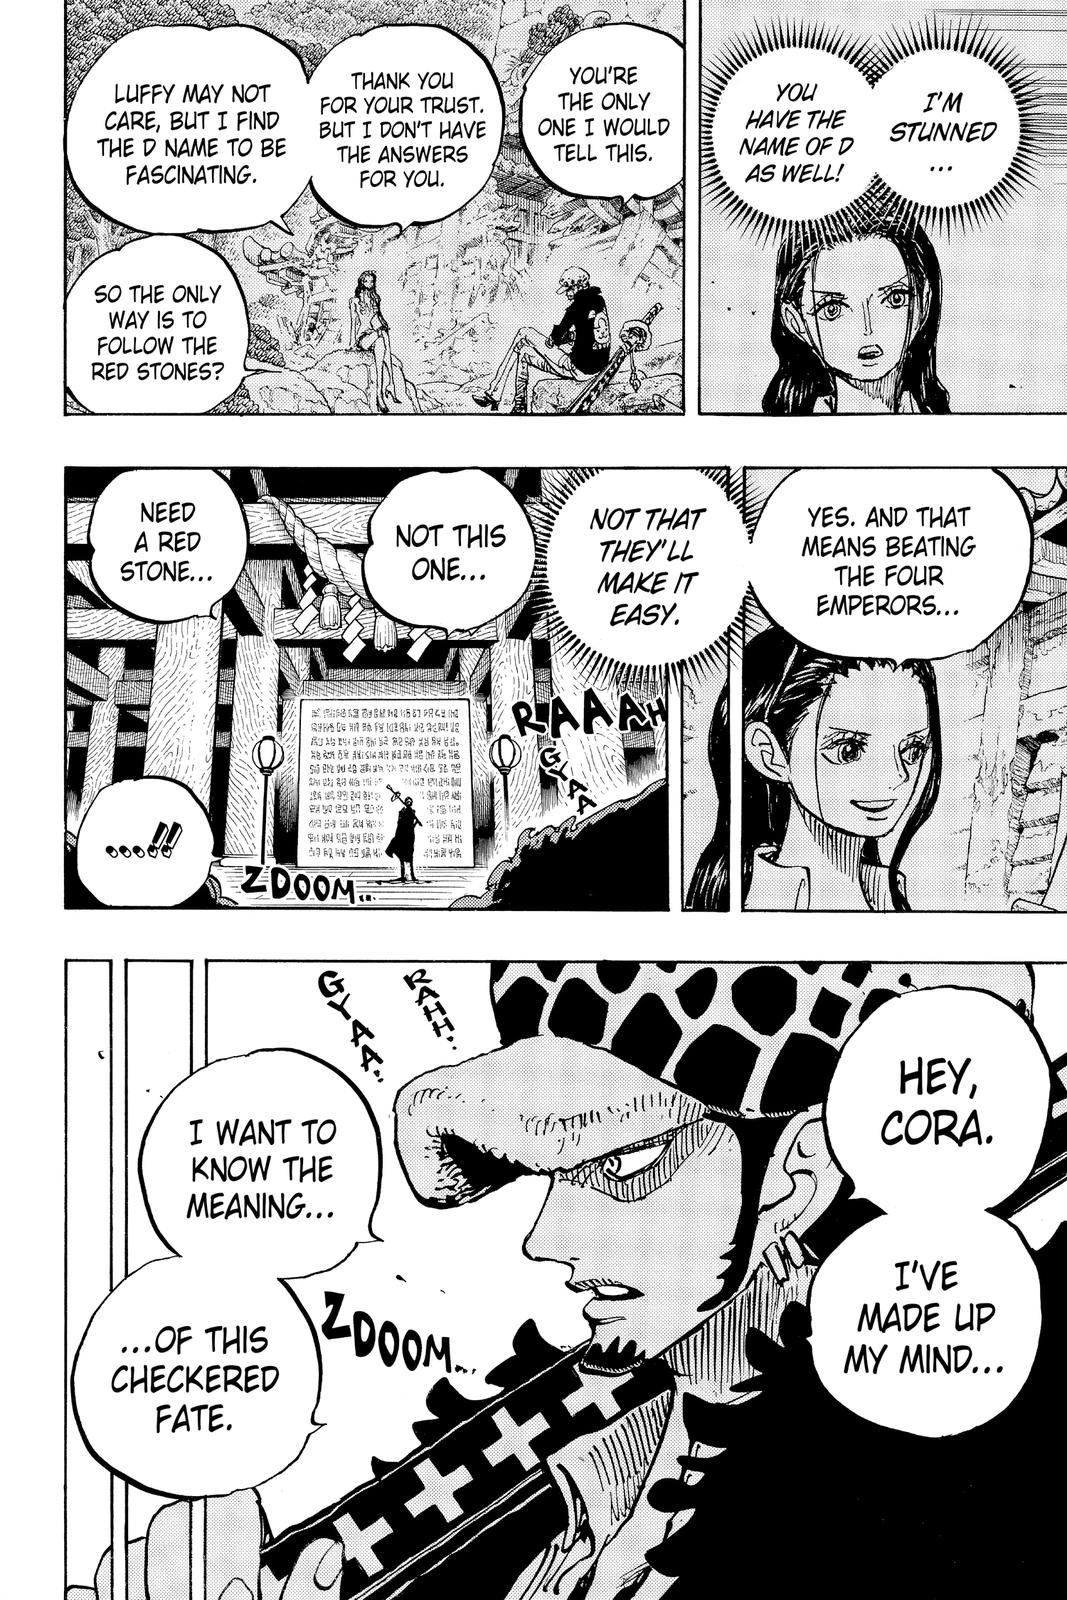 I'M
STUNNED
...
YOU
HAVE THE
NAME OF D
AS WELL!
YOU'RE
THE ONLY
ONE I WOULD
TELL THIS.
THANK YOU
FOR YOUR TRUST.
BUT I DON'T HAVE
THE ANSWERS
FOR YOU.
LUFFY MAY NOT
CARE, BUT I FIND
THE D NAME TO BE
FASCINATING.
SO THE ONLY
WAY IS TO
FOLLOW THE
RED STONES?
YES. AND THAT
MEANS BEATING
THE FOUR
EMPERORS...
NOT THAT
THEY'LL
MAKE IT
EASY.
NOT THIS
ONE...
NEED
A RED
STONE...
RAAAH
GYAA
ZDOOM...
.....!!
HEY,
CORA.
I'VE
MADE UP
MY MIND...
RAHH!
GYAA!
I WANT TO
KNOW THE
MEANING...
...OF THIS
CHECKERED
FATE.
ZDOOM...